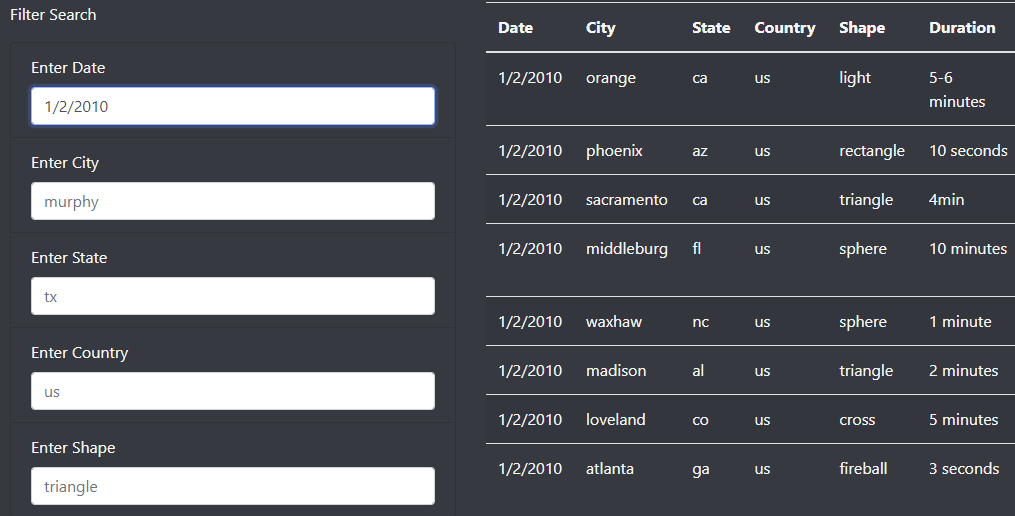 Filter Search
Enter Date
1/2/2010
Enter City
murphy
Enter State
tx
Enter Country
us
Enter Shape
triangle
Date City State Country Shape Duration
1/2/2010 orange ca us light 5-6
minutes
1/2/2010 phoenix az us rectangle 10 seconds
1/2/2010 sacramento ca us triangle 4min
1/2/2010 middleburg fl us sphere 10 minutes
1/2/2010 waxhaw nc us sphere 1 minute
1/2/2010 madison al us triangle 2 minutes
1/2/2010 loveland co us cross 5 minutes
1/2/2010 atlanta ga us fireball 3 seconds